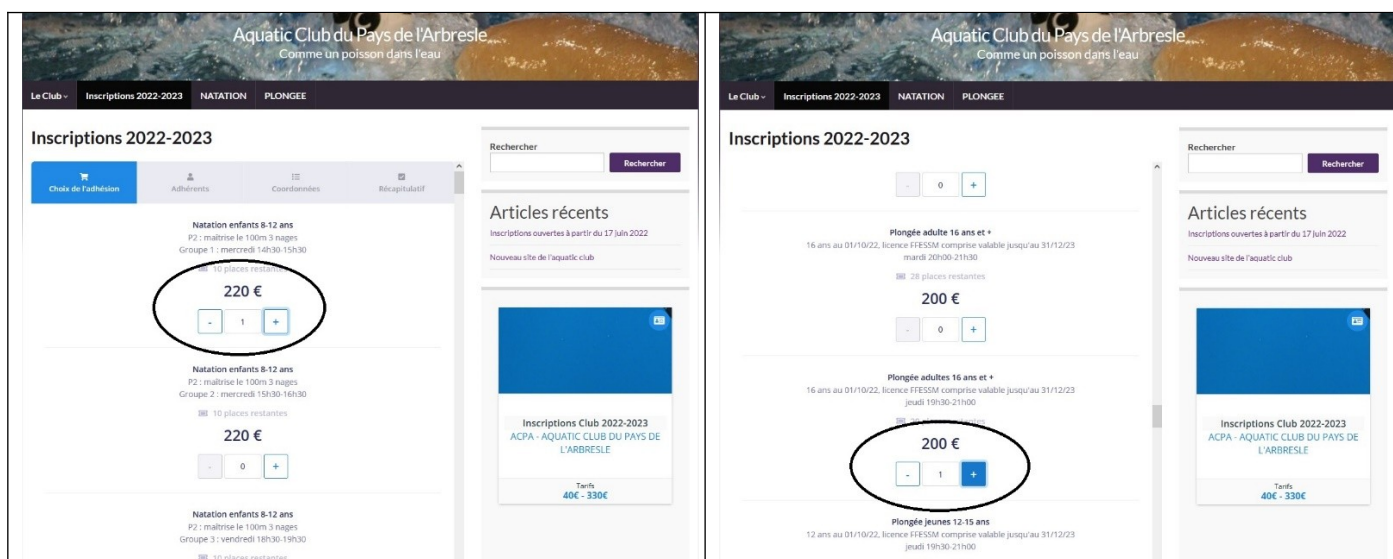 Aquatic Club du Pays de l'Arbresle
Comme un poisson dans l'eau
Le Club
Inscriptions 2022-2023
NATATION
PLONGEE
Inscriptions 2022-2023
Choix de l'adhésion
Adhérents
Coordonnées
Récapitulatif
Natation enfants 8-12 ans
P2 : maitrise le 100m 3 nages
Groupe 1 : mercredi 14h30-15h30
10 places restantes
220 €
- 1 +
Natation enfants 8-12 ans
P2 : maitrise le 100m 3 nages
Groupe 2 : mercredi 15h30-16h30
10 places restantes
220 €
- 0 +
Natation enfants 8-12 ans
P2 : maitrise le 100m 3 nages
Groupe 3 : vendredi 18h30-19h30
10 places restantes
Rechercher
Rechercher
Articles récents
Inscriptions ouvertes à partir du 17 juin 2022
Nouveau site de l'aquatic club
Inscriptions Club 2022-2023
ACPA - AQUATIC CLUB DU PAYS DE
L'ARBRESLE
Tarifs
40€ - 330€
Aquatic Club du Pays de l'Arbresle
Comme un poisson dans l'eau
Le Club
Inscriptions 2022-2023
NATATION
PLONGEE
Inscriptions 2022-2023
- 0 +
Plongée adulte 16 ans et +
16 ans au 01/10/22, licence FFESSM comprise valable jusqu'au 31/12/23
mardi 20h00-21h30
28 places restantes
200 €
- 0 +
Plongée adultes 16 ans et +
16 ans au 01/10/22, licence FFESSM comprise valable jusqu'au 31/12/23
jeudi 19h30-21h00
places restantes
200 €
- 1 +
Plongée jeunes 12-15 ans
12 ans au 01/10/22, licence FFESSM comprise valable jusqu'au 31/12/23
jeudi 19h30-21h00
Rechercher
Rechercher
Articles récents
Inscriptions ouvertes à partir du 17 juin 2022
Nouveau site de l'aquatic club
Inscriptions Club 2022-2023
ACPA - AQUATIC CLUB DU PAYS DE
L'ARBRESLE
Tarifs
40€ - 330€